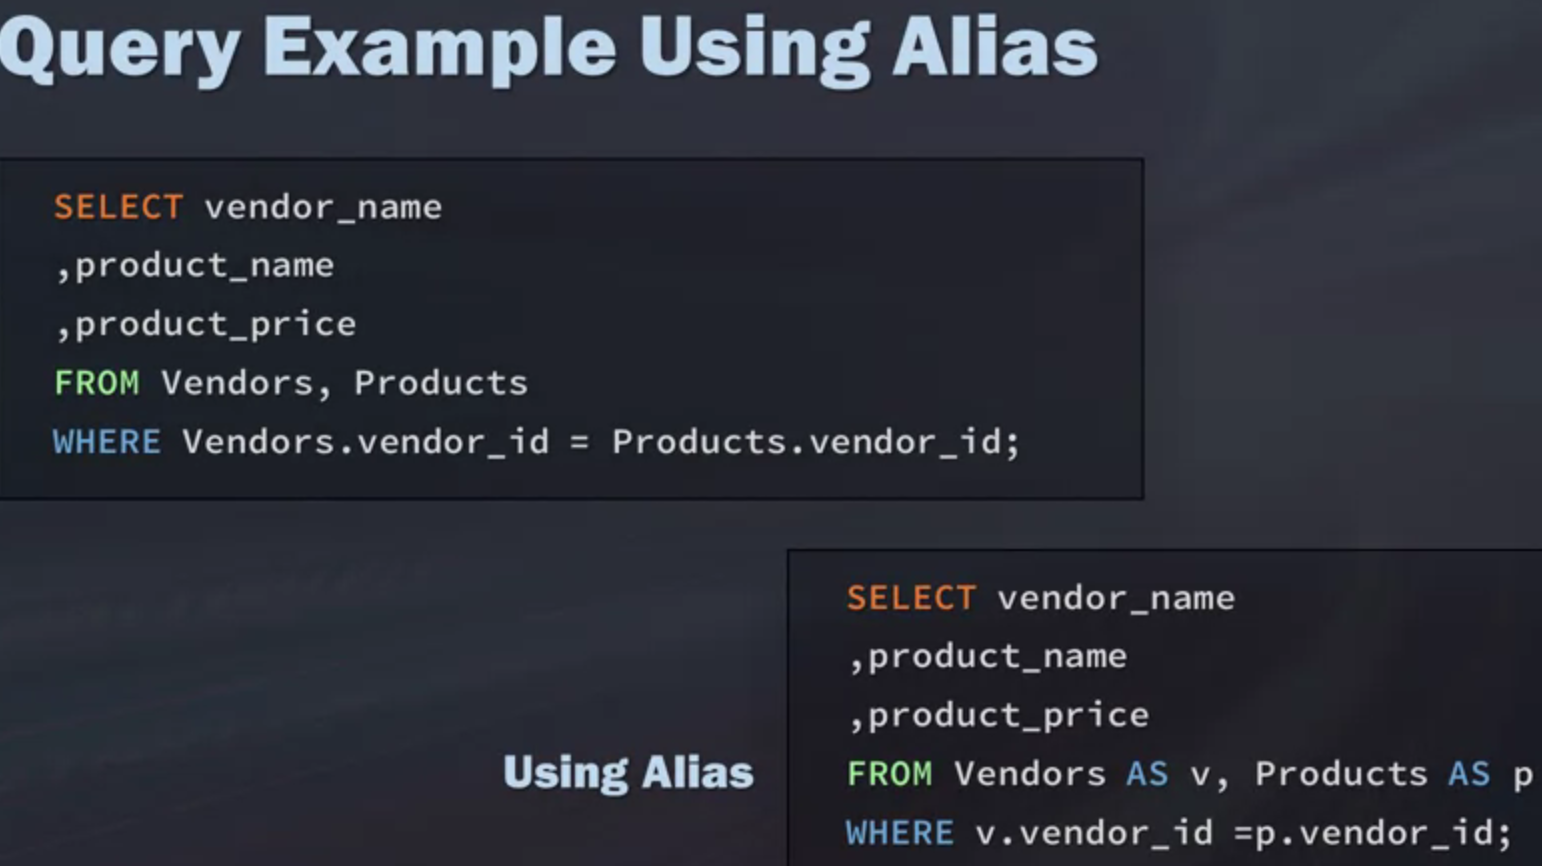 Query Example Using Alias
SELECT vendor_name
,product_name
,product_price
FROM Vendors, Products
WHERE Vendors.vendor_id = Products.vendor_id;
Using Alias
SELECT vendor_name
,product_name
,product_price
FROM Vendors AS v, Products AS p
WHERE v.vendor_id =p.vendor_id;